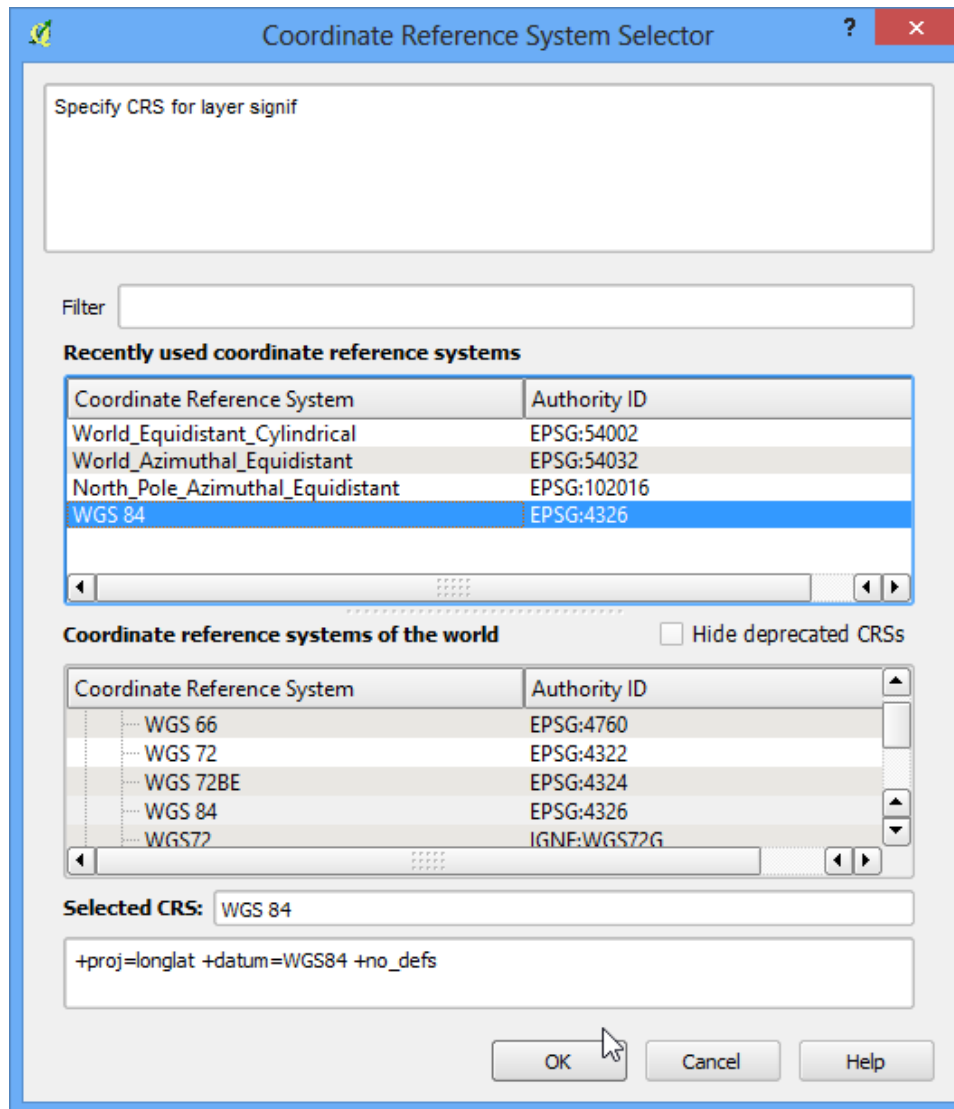 Coordinate Reference System Selector ?
Specify CRS for layer signif
Filter
Recently used coordinate reference systems
Coordinate Reference System Authority ID
World_Equidistant_Cylindrical EPSG:54002
World_Azimuthal_Equidistant EPSG:54032
North_Pole_Azimuthal_Equidistant EPSG:102016
WGS 84 EPSG:4326
Coordinate reference systems of the world Hide deprecated CRSs
Coordinate Reference System Authority ID
WGS 66 EPSG:4760
WGS 72 EPSG:4322
WGS 72BE EPSG:4324
WGS 84 EPSG:4326
WGS72 IGNF:WGS72G
Selected CRS: WGS 84
+proj=longlat +datum=WGS84 +no_defs
OK Cancel Help